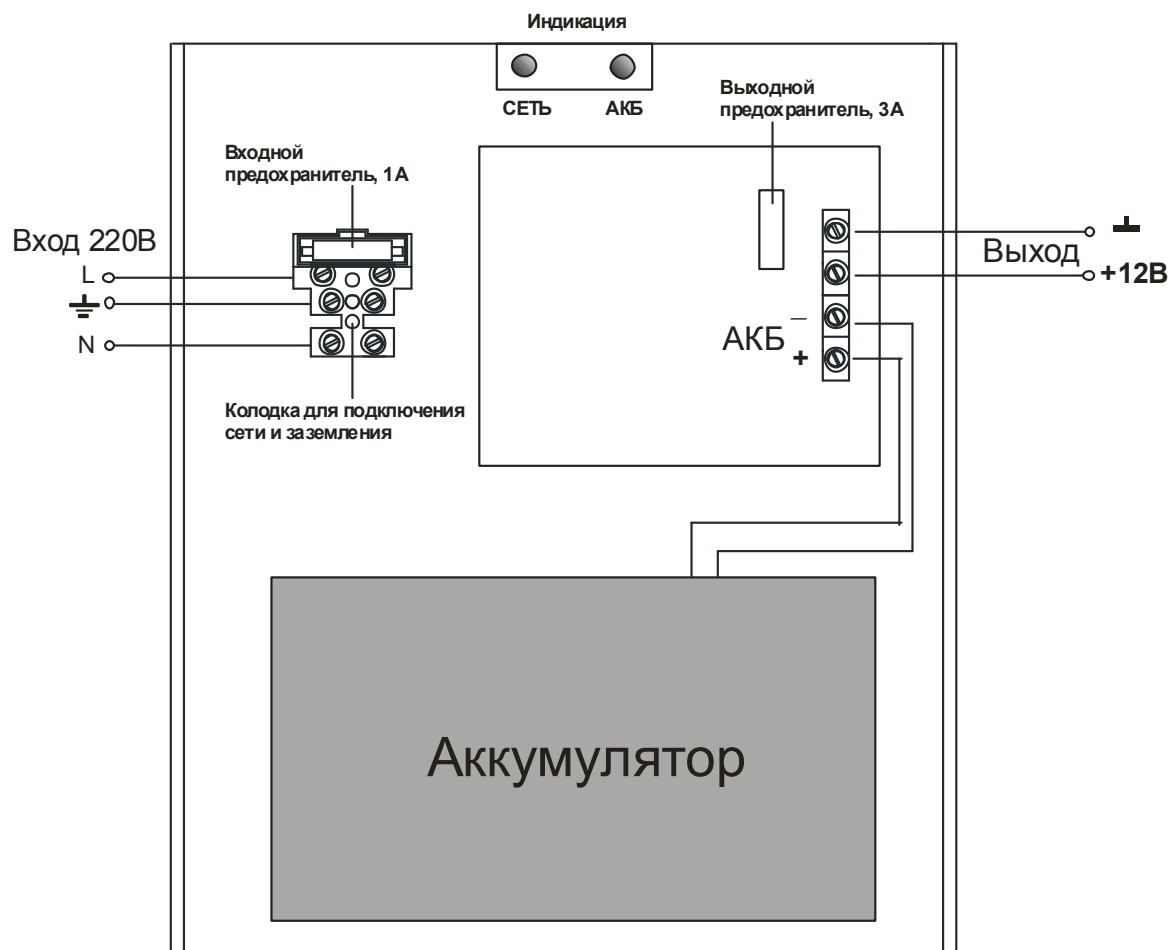 Индикация
СЕТЬ АКБ
Выходной
предохранитель, 3А
Входной
предохранитель, 1А
Вход 220В
L
N
Колодка для подключения
сети и заземления
Выход
+12В
АКБ
–
+
Аккумулятор